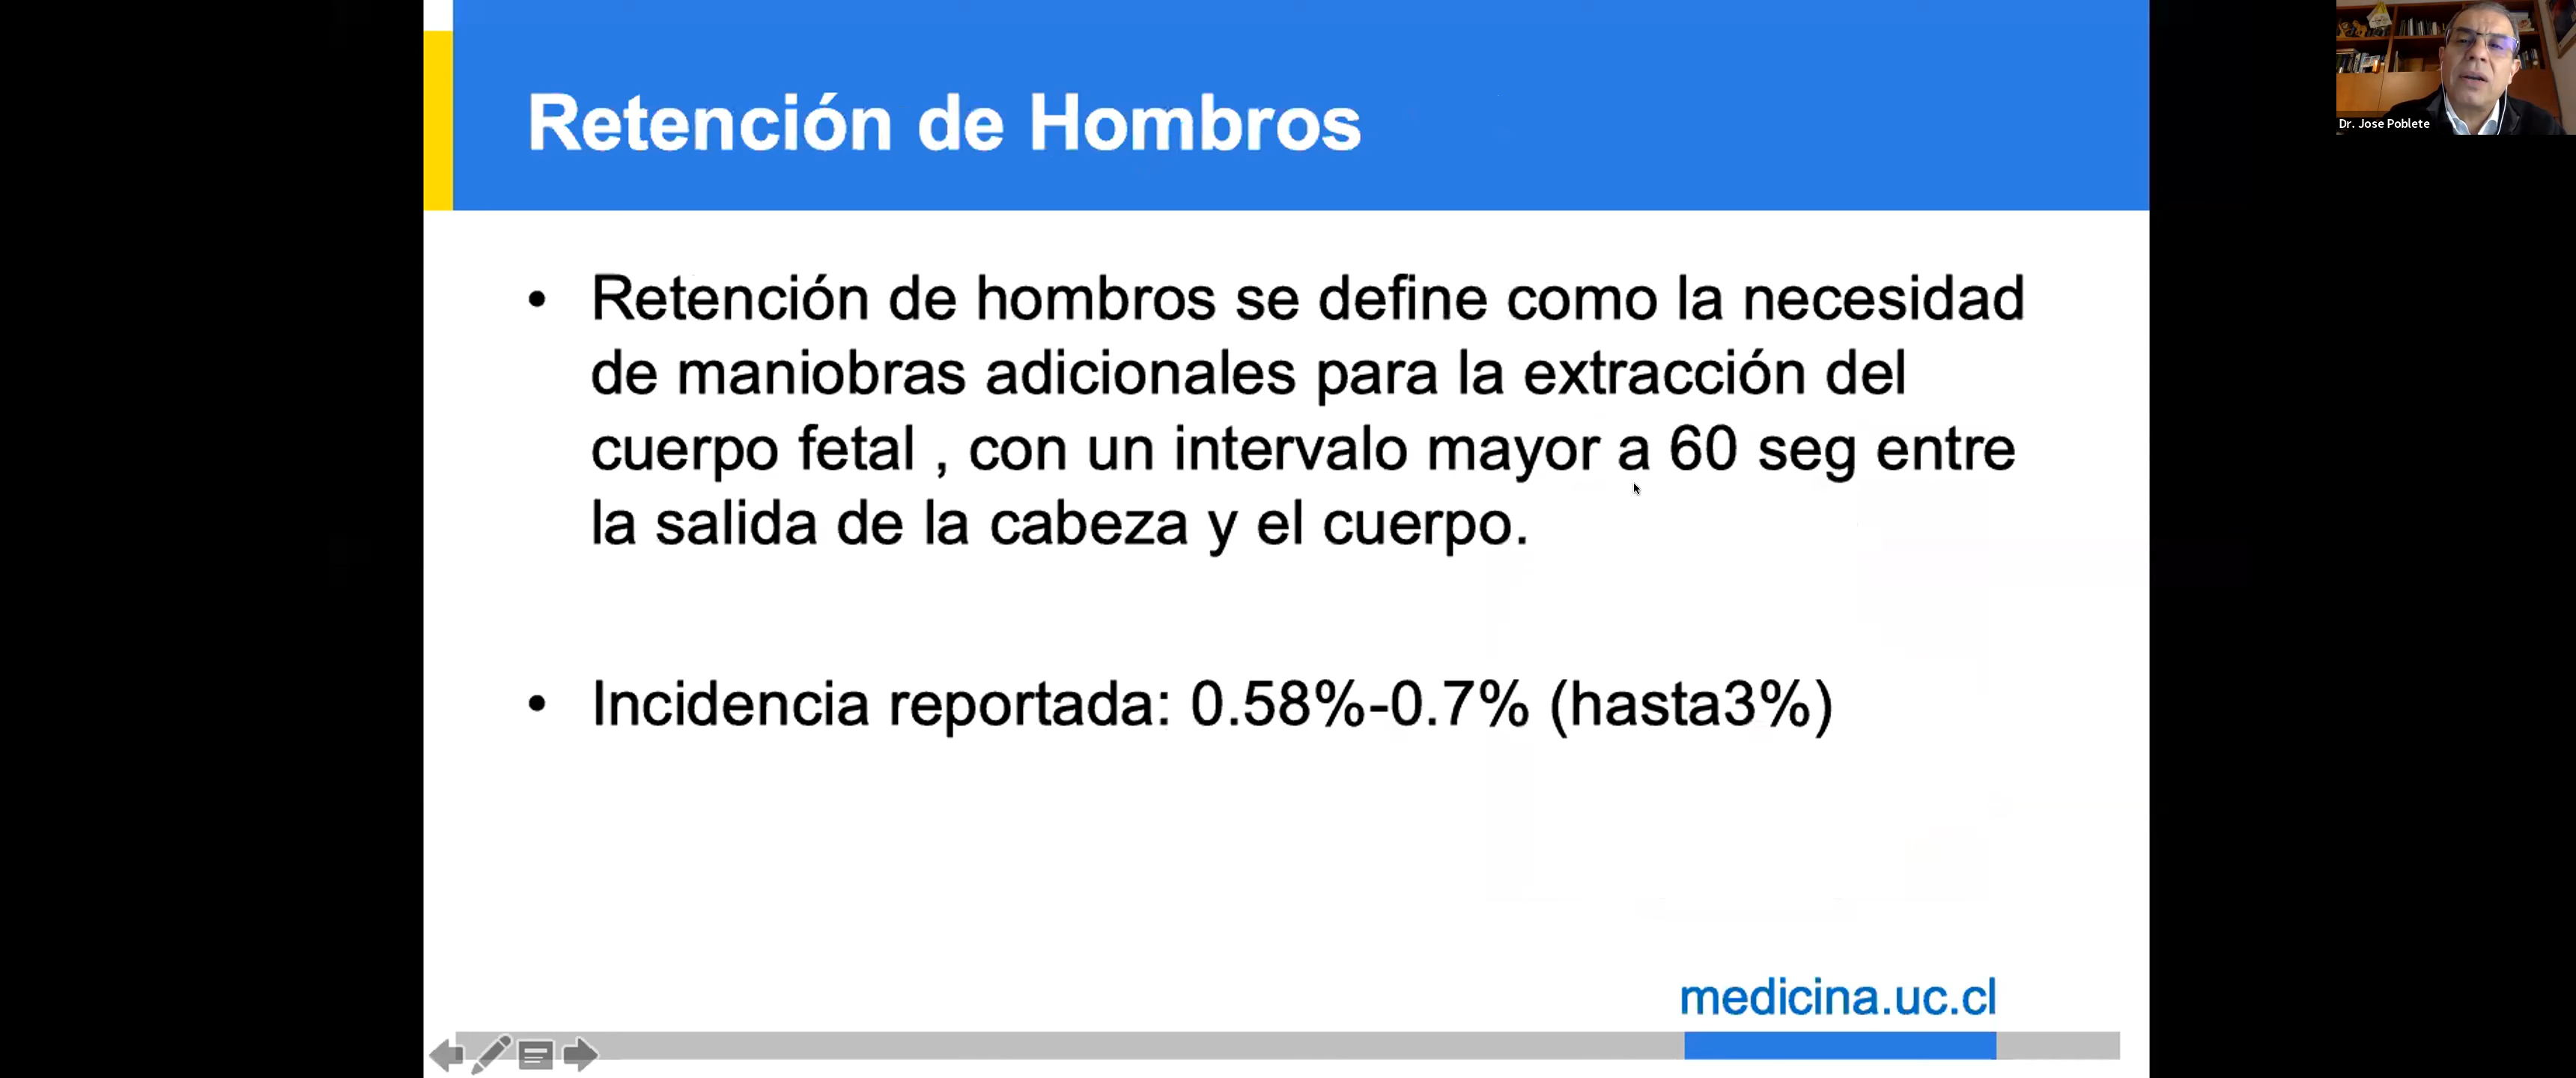 Retención de Hombros
Dr. Jose Poblete
• Retención de hombros se define como la necesidad
de maniobras adicionales para la extracción del
cuerpo fetal , con un intervalo mayor a 60 seg entre
la salida de la cabeza y el cuerpo.
• Incidencia reportada: 0.58%-0.7% (hasta3%)
medicina.uc.cl